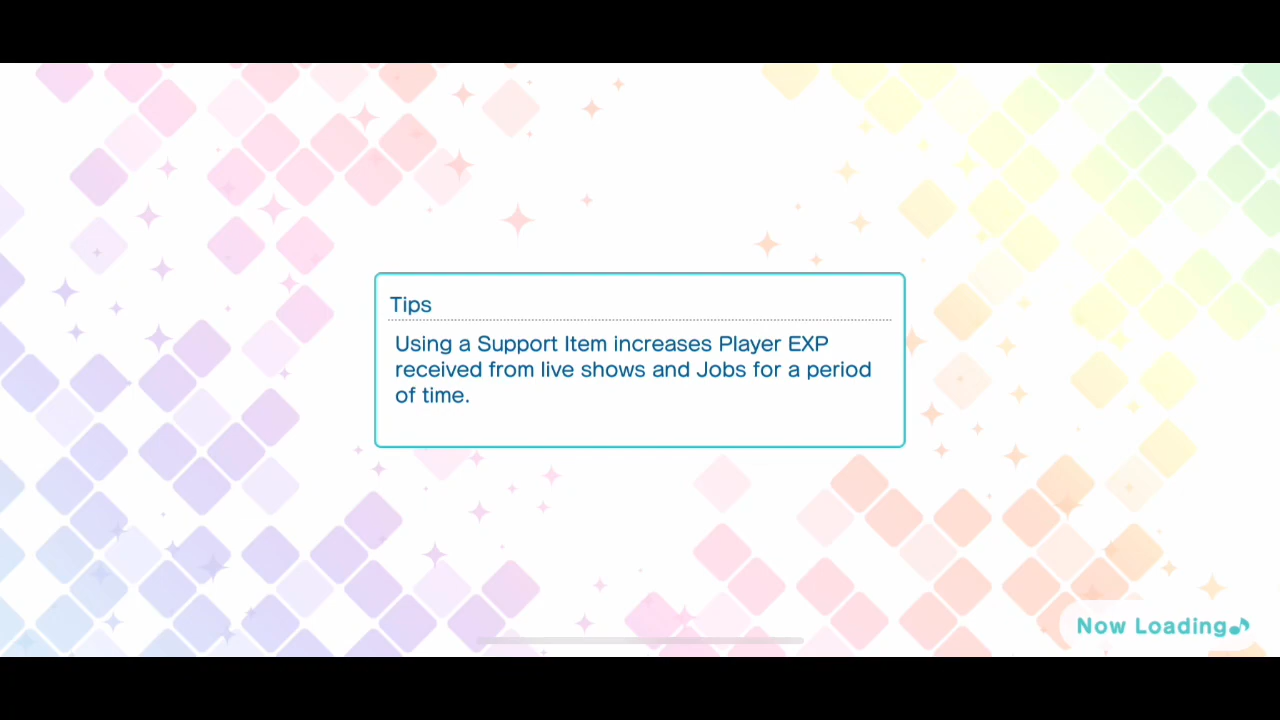 Tips
Using a Support Item increases Player EXP
received from live shows and Jobs for a period
of time.
Now Loading♪